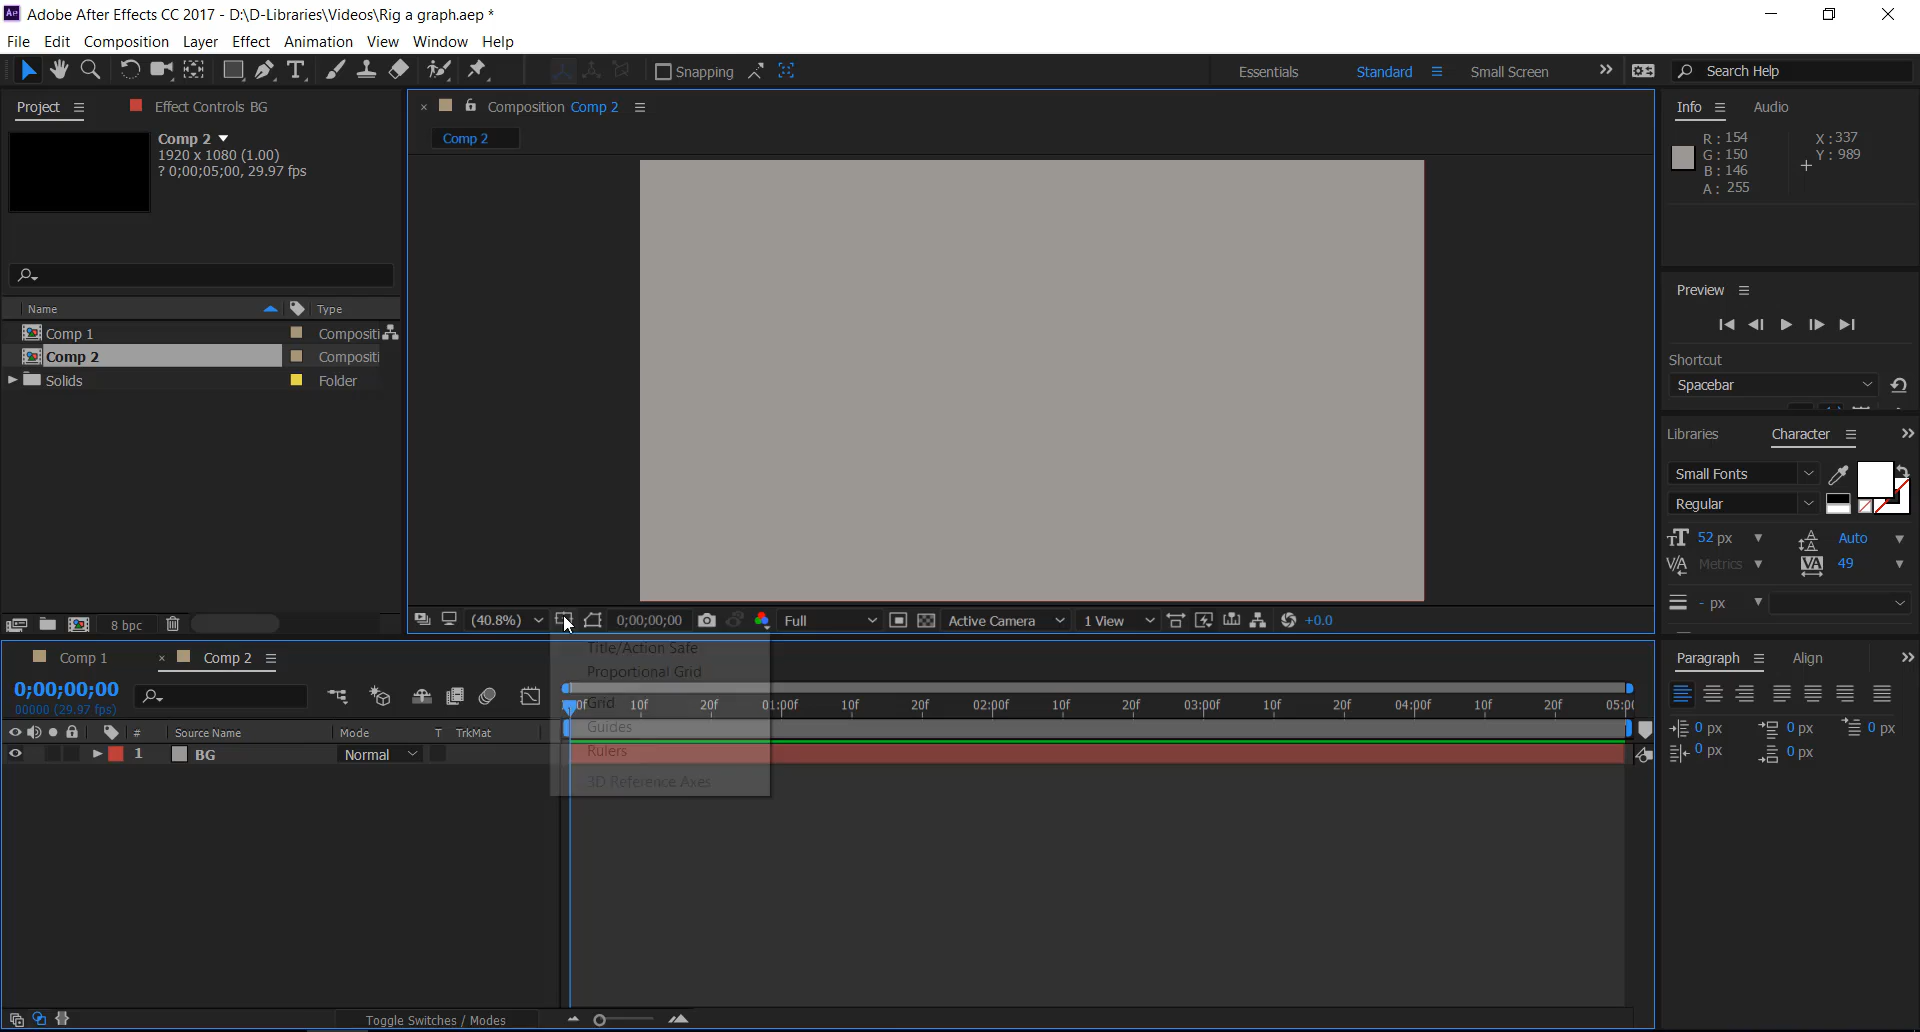 Adobe After Effects CC 2017 - D:\D-Libraries\Videos\Rig a graph.aep *
File Edit Composition Layer Effect Animation View Window Help
Snapping
Essentials Standard Small Screen
Search Help
Project Effect Controls BG
Comp 2
1920 x 1080 (1.00)
? 0;00;05;00, 29.97 fps
Name Type
Comp 1 Compositi
Comp 2 Compositi
Solids Folder
8 bpc
Composition Comp 2
Comp 2
(40.8%) 0;00;00;00 Full Active Camera 1 View +0.0
Title/Action Safe
Proportional Grid
Grid
Guides
Rulers
3D Reference Axes
Info Audio
R: 154 X: 337
G: 150 Y: 989
B: 146
A: 255
Preview
Shortcut
Spacebar
Libraries Character
Small Fonts
Regular
52 px Auto
Metrics 49
- px
Comp 1 Comp 2
0;00;00;00
00000 (29.97 fps)
10f 20f 01:00f 10f 20f 02:00f 10f 20f 03:00f 10f 20f 04:00f 10f 20f 05:0(
# Source Name Mode T TrkMat
1 BG Normal
Toggle Switches / Modes
Paragraph Align
0 px 0 px 0 px
0 px 0 px